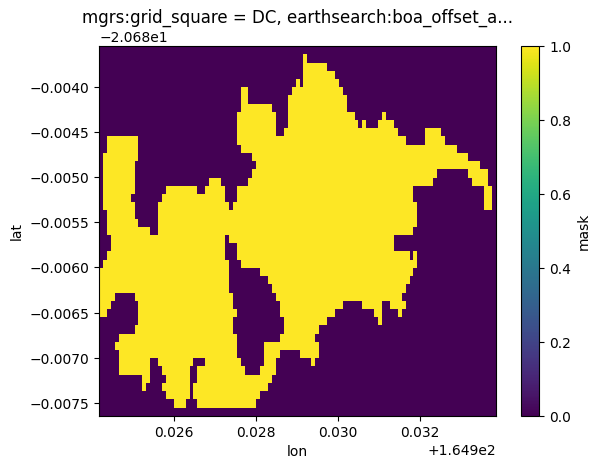 mgrs:grid_square = DC, earthsearch:boa_offset_a...
−2.068e1
−0.0040
−0.0045
−0.0050
−0.0055
−0.0060
−0.0065
−0.0070
−0.0075
lat
0.026 0.028 0.030 0.032
lon
+1.649e2
1.0
0.8
0.6
0.4
0.2
0.0
mask